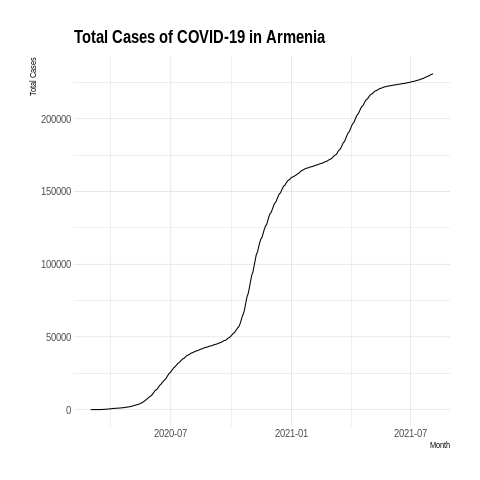 Total Cases of COVID-19 in Armenia
Total Cases
200000
150000
100000
50000
0
2020-07
2021-01
2021-07
Month